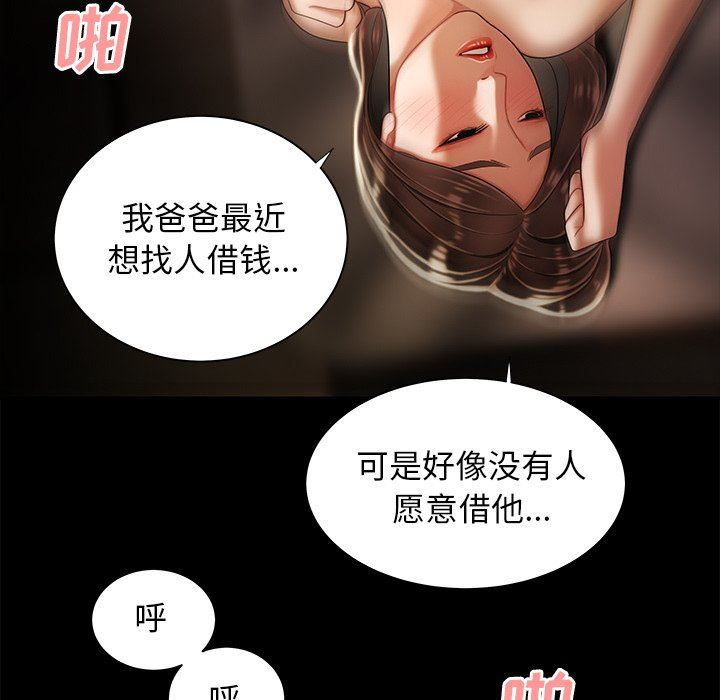 啪
我爸爸最近
想找人借钱...
可是好像没有人
愿意借他...
呼
呼
啪